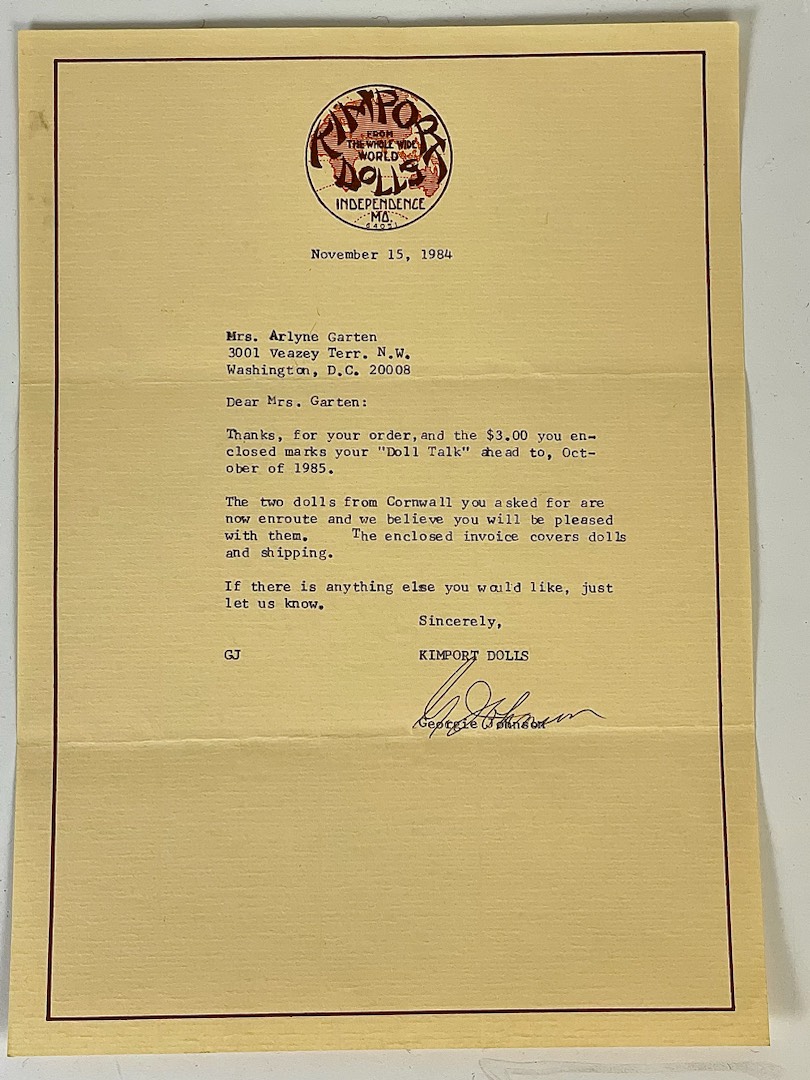 KIMPORT
FROM
THE WHOLE WIDE
WORLD
DOLLS
INDEPENDENCE
MO.
64051
November 15, 1984
Mrs. Arlyne Garten
3001 Veazey Terr. N.W.
Washington, D.C. 20008
Dear Mrs. Garten:
Thanks, for your order,and the $3.00 you en-
closed marks your "Doll Talk" ahead to, Oct-
ober of 1985.
The two dolls from Cornwall you asked for are
now enroute and we believe you will be pleased
with them. The enclosed invoice covers dolls
and shipping.
If there is anything else you would like, just
let us know.
Sincerely,
GJ KIMPORT DOLLS
G Johnson
Georgie Johnson